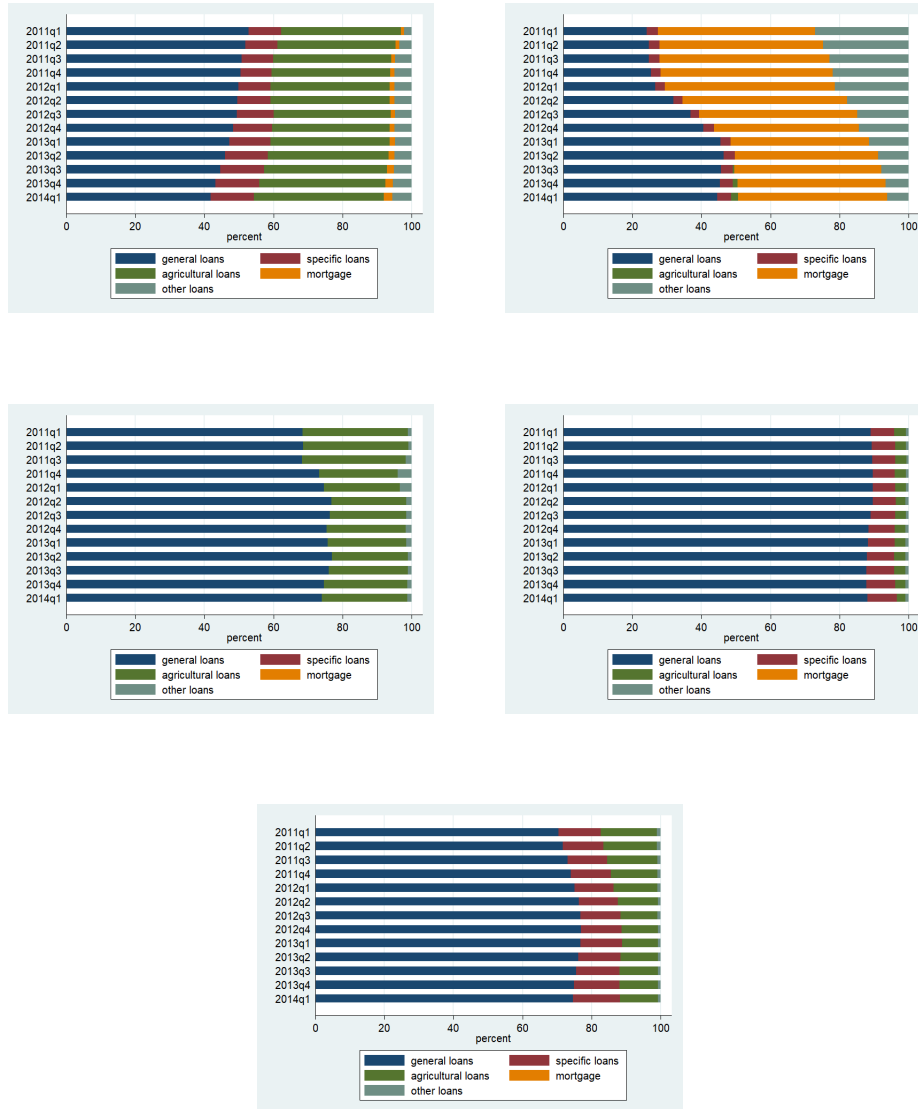 2011q1
2011q2
2011q3
2011q4
2012q1
2012q2
2012q3
2012q4
2013q1
2013q2
2013q3
2013q4
2014q1
0 20 40 60 80 100
percent
general loans specific loans
agricultural loans mortgage
other loans
2011q1
2011q2
2011q3
2011q4
2012q1
2012q2
2012q3
2012q4
2013q1
2013q2
2013q3
2013q4
2014q1
0 20 40 60 80 100
percent
general loans specific loans
agricultural loans mortgage
other loans
2011q1
2011q2
2011q3
2011q4
2012q1
2012q2
2012q3
2012q4
2013q1
2013q2
2013q3
2013q4
2014q1
0 20 40 60 80 100
percent
general loans specific loans
agricultural loans mortgage
other loans
2011q1
2011q2
2011q3
2011q4
2012q1
2012q2
2012q3
2012q4
2013q1
2013q2
2013q3
2013q4
2014q1
0 20 40 60 80 100
percent
general loans specific loans
agricultural loans mortgage
other loans
2011q1
2011q2
2011q3
2011q4
2012q1
2012q2
2012q3
2012q4
2013q1
2013q2
2013q3
2013q4
2014q1
0 20 40 60 80 100
percent
general loans specific loans
agricultural loans mortgage
other loans